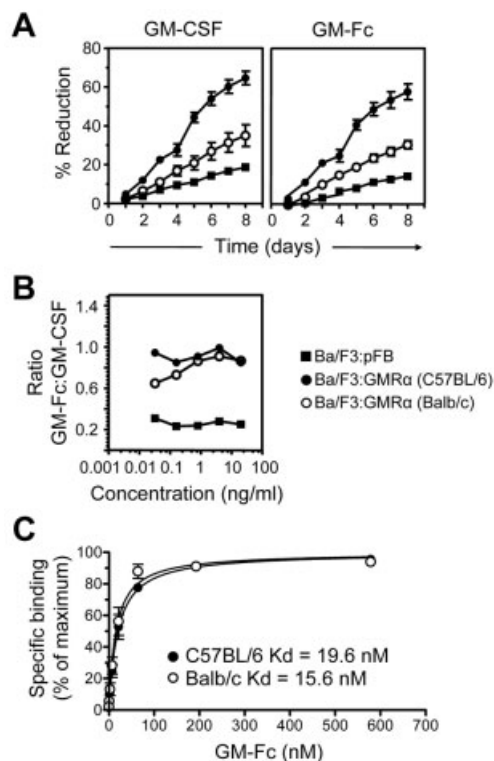 A
GM-CSF
GM-Fc
% Reduction
80
60
40
20
0
0 2 4 6 8
0 2 4 6 8
Time (days)
B
Ratio
GM-Fc:GM-CSF
1.4
1.0
0.6
0.2
0.001 0.01 0.1 1 10 100
Concentration (ng/ml)
Ba/F3:pFB
Ba/F3:GMRα (C57BL/6)
Ba/F3:GMRα (Balb/c)
C
Specific binding
(% of maximum)
100
80
60
40
20
0
C57BL/6 Kd = 19.6 nM
Balb/c Kd = 15.6 nM
0 100 200 300 400 500 600 700
GM-Fc (nM)